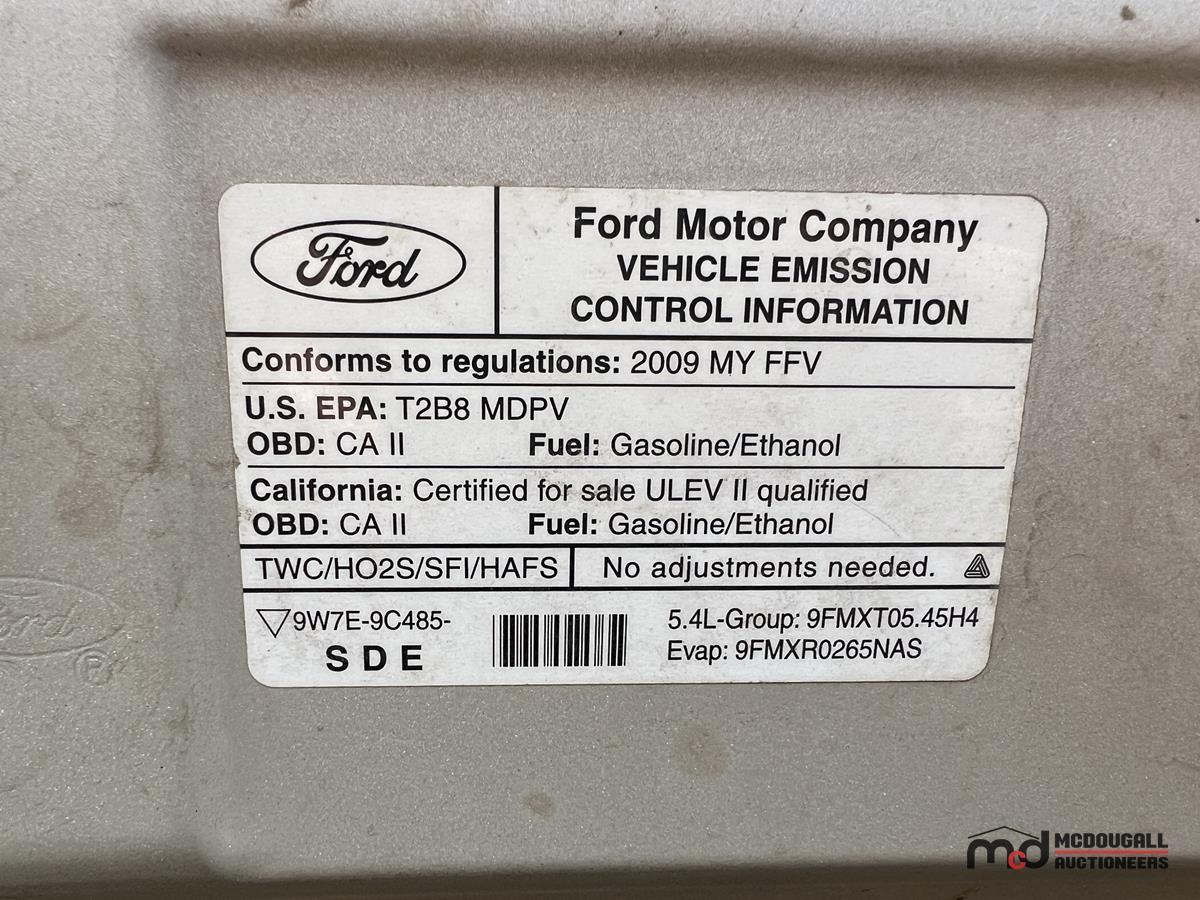 Ford
Ford Motor Company
VEHICLE EMISSION
CONTROL INFORMATION
Conforms to regulations: 2009 MY FFV
U.S. EPA: T2B8 MDPV
OBD: CA II Fuel: Gasoline/Ethanol
California: Certified for sale ULEV II qualified
OBD: CA II Fuel: Gasoline/Ethanol
TWC/HO2S/SFI/HAFS No adjustments needed.
9W7E-9C485-
SDE
5.4L-Group: 9FMXT05.45H4
Evap: 9FMXR0265NAS
Ford
®
mcd MCDOUGALL
AUCTIONEERS